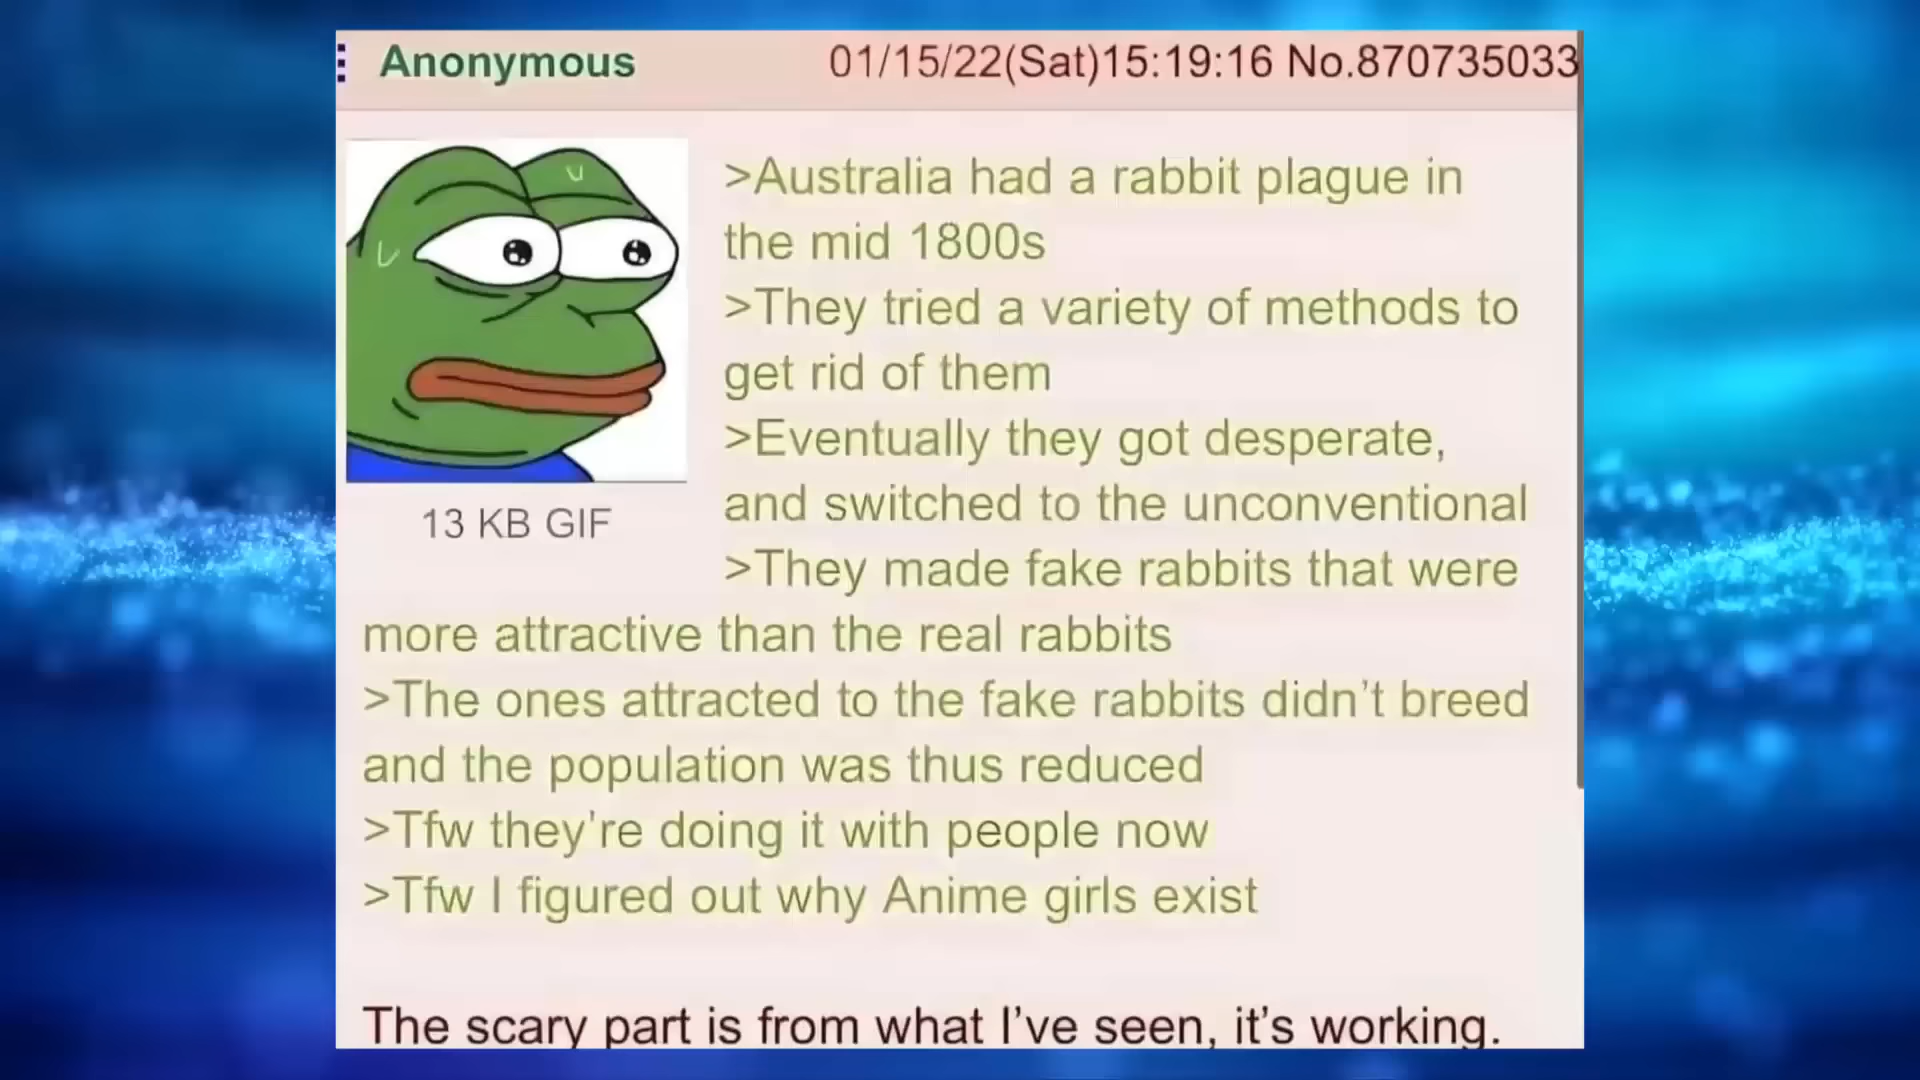 Anonymous 01/15/22(Sat)15:19:16 No.870735033
>Australia had a rabbit plague in
the mid 1800s
>They tried a variety of methods to
get rid of them
>Eventually they got desperate,
and switched to the unconventional
13 KB GIF
>They made fake rabbits that were
more attractive than the real rabbits
>The ones attracted to the fake rabbits didn't breed
and the population was thus reduced
>Tfw they're doing it with people now
>Tfw I figured out why Anime girls exist
The scary part is from what I've seen, it's working.